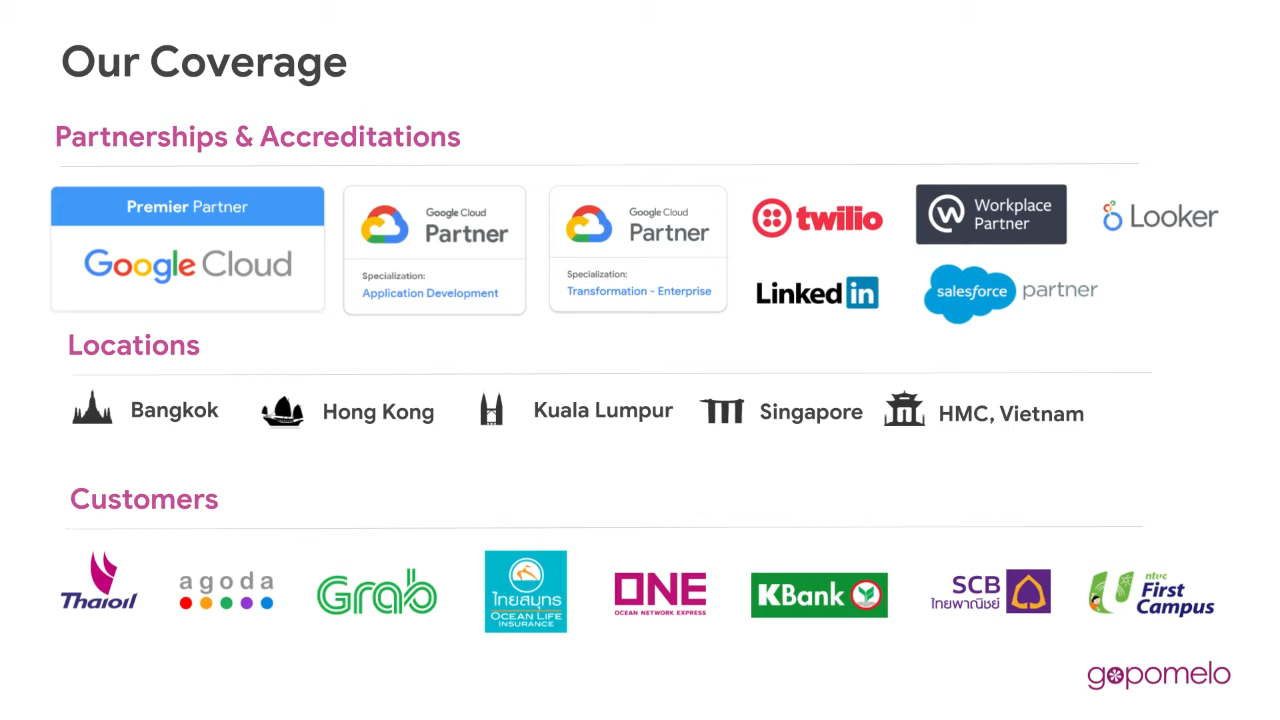 Our Coverage
Partnerships & Accreditations
Premier Partner
Google Cloud
Google Cloud
Partner
Specialization:
Application Development
Google Cloud
Partner
Specialization:
Transformation - Enterprise
twilio
Workplace
Partner
Looker
Linked in
salesforce partner
Locations
Bangkok
Hong Kong
Kuala Lumpur
Singapore
HMC, Vietnam
Customers
Thaioil
agoda
Grab
ไทยสมุทร
OCEAN LIFE
INSURANCE
ONE
OCEAN NETWORK EXPRESS
KBank
SCB
ไทยพาณิชย์
ntuc
First
Campus
gopomelo